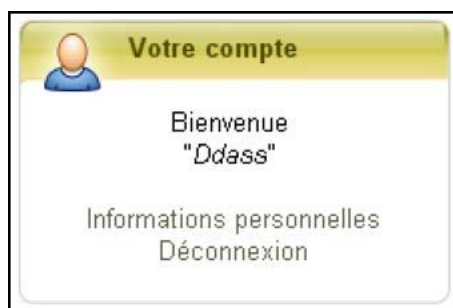 Votre compte
Bienvenue
"Ddass"
Informations personnelles
Déconnexion